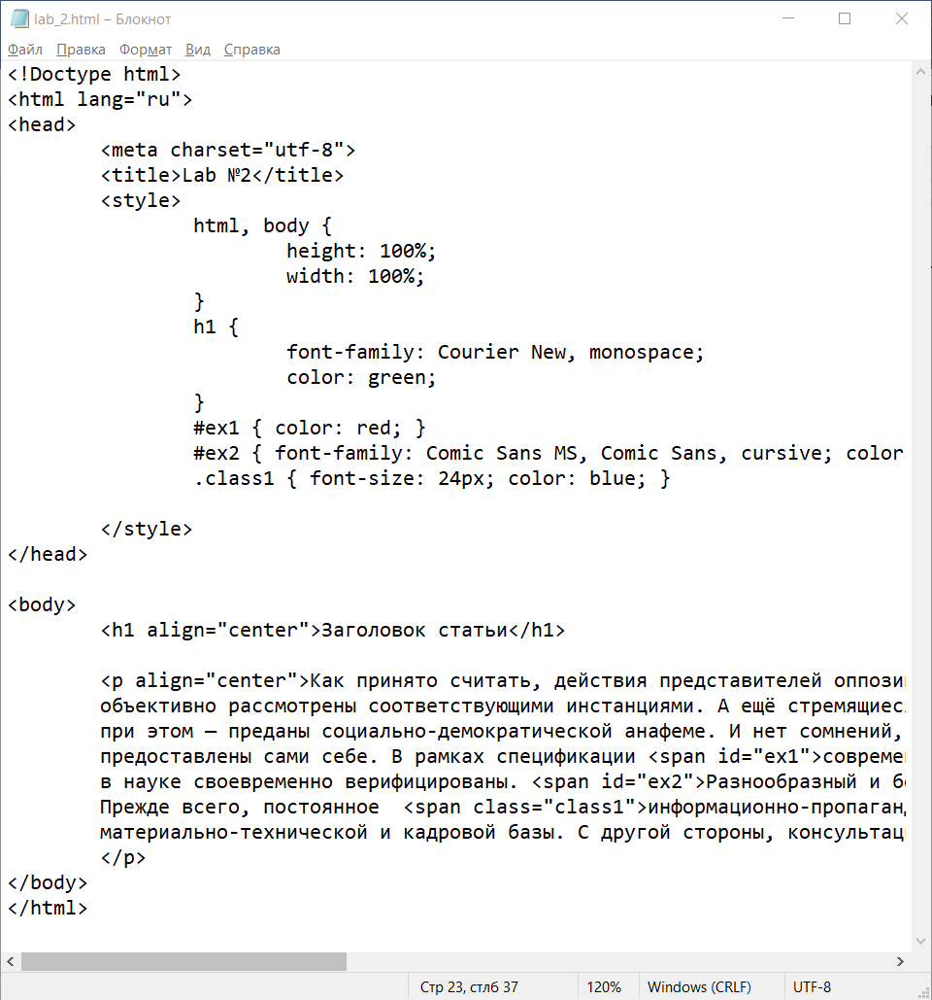 lab_2.html – Блокнот
Файл Правка Формат Вид Справка
<!Doctype html>
<html lang="ru">
<head>
<meta charset="utf-8">
<title>Lab №2</title>
<style>
html, body {
height: 100%;
width: 100%;
}
h1 {
font-family: Courier New, monospace;
color: green;
}
#ex1 { color: red; }
#ex2 { font-family: Comic Sans MS, Comic Sans, cursive; color
.class1 { font-size: 24px; color: blue; }
</style>
</head>
<body>
<h1 align="center">Заголовок статьи</h1>
<p align="center">Как принято считать, действия представителей
объективно рассмотрены соответствующими инстанциями. А ещё
при этом — преданы социально-демократической анафеме. И нет сомнений,
предоставлены сами себе. В рамках спецификации <span id="ex1">
в науке своевременно верифицированы. <span id="ex2">Разнообразный и
Прежде всего, постоянное <span class="class1">
материально-технической и кадровой базы. С другой стороны,
</p>
</body>
</html>
Стр 23, стлб 37 120% Windows (CRLF) UTF-8